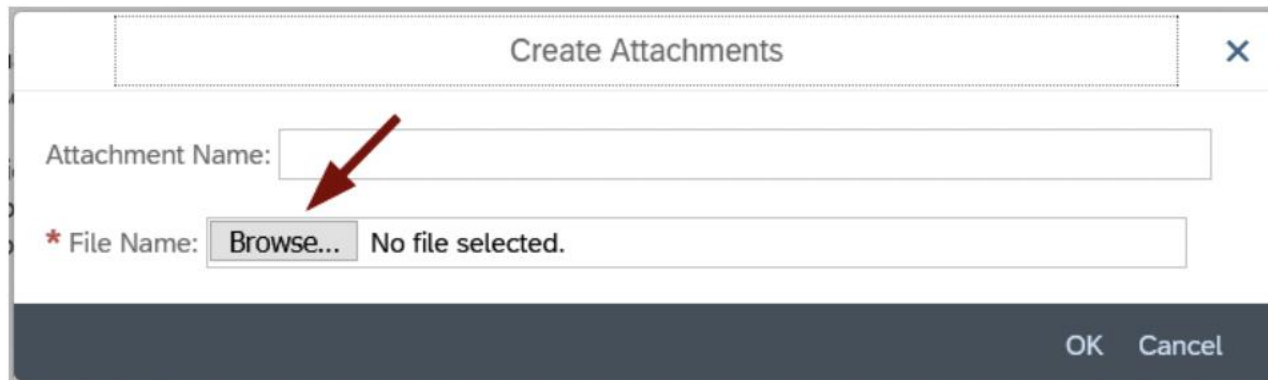 Create Attachments
Attachment Name:
* File Name: Browse... No file selected.
OK Cancel